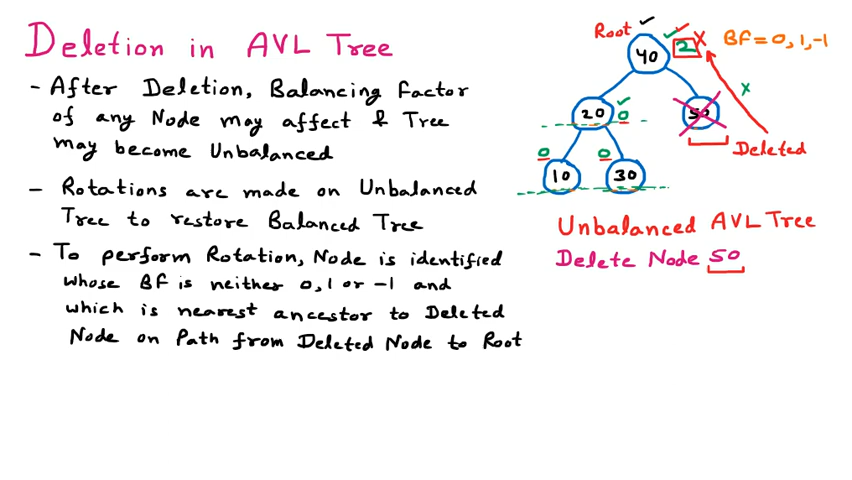 Deletion in AVL Tree
- After Deletion, Balancing Factor
of any Node may affect & Tree
may become Unbalanced
- Rotations are made on Unbalanced
Tree to restore Balanced Tree
- To perform Rotation, Node is identified
whose BF is neither 0,1 or -1 and
which is nearest ancestor to Deleted
Node on Path from Deleted Node to Root
Root ✓
40 2 x BF = 0, 1, -1
20 0
50
x
Deleted
0 0
10 30
Unbalanced AVL Tree
Delete Node 50